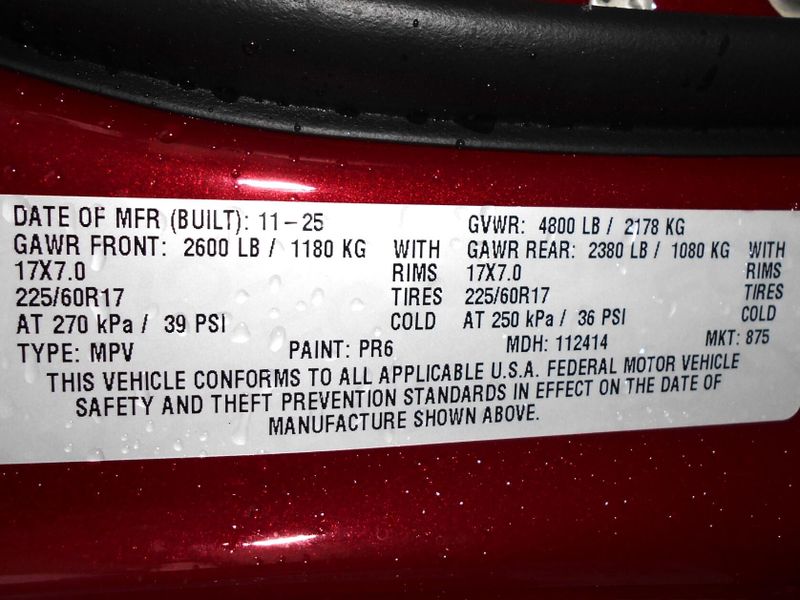 DATE OF MFR (BUILT): 11-25 GVWR: 4800 LB / 2178 KG
GAWR FRONT: 2600 LB / 1180 KG WITH GAWR REAR: 2380 LB / 1080 KG WITH
17X7.0 RIMS 17X7.0 RIMS
225/60R17 TIRES 225/60R17 TIRES
AT 270 kPa / 39 PSI COLD AT 250 kPa / 36 PSI COLD
TYPE: MPV PAINT: PR6 MDH: 112414 MKT: 875
THIS VEHICLE CONFORMS TO ALL APPLICABLE U.S.A. FEDERAL MOTOR VEHICLE
SAFETY AND THEFT PREVENTION STANDARDS IN EFFECT ON THE DATE OF
MANUFACTURE SHOWN ABOVE.